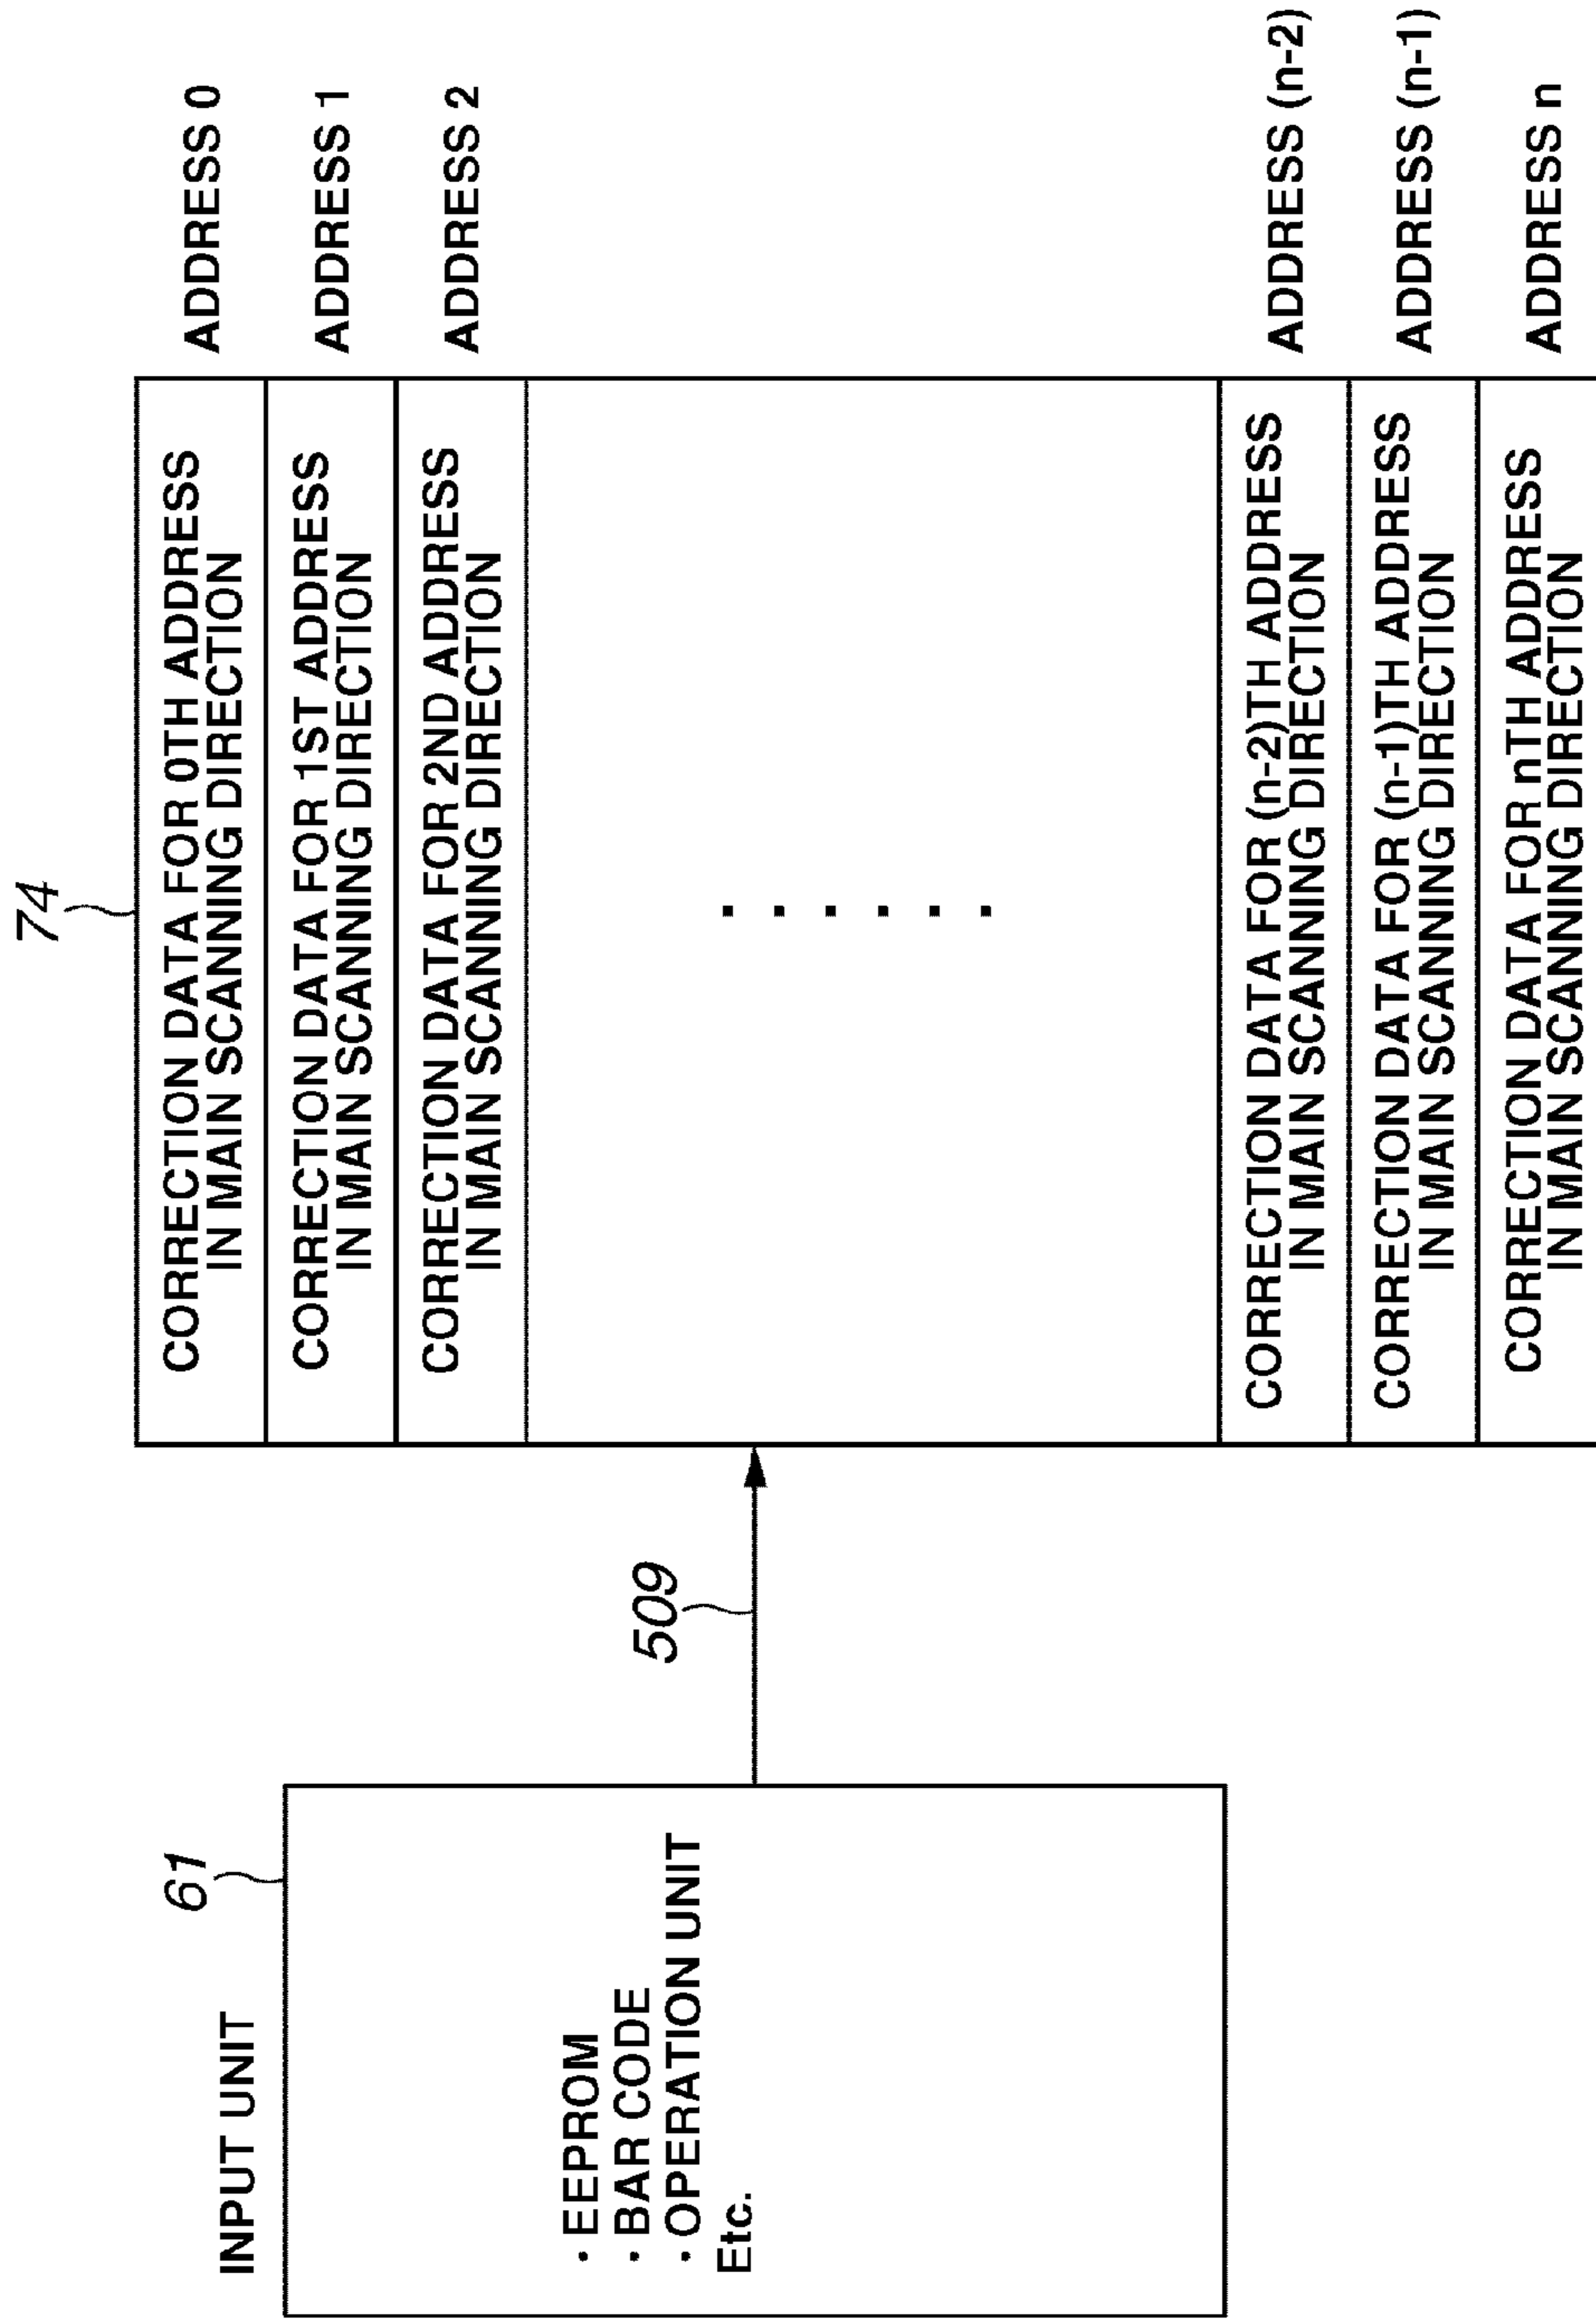 INPUT UNIT
61
· EEPROM
· BAR CODE
· OPERATION UNIT
Etc.
509
74
CORRECTION DATA FOR 0TH ADDRESS
IN MAIN SCANNING DIRECTION
ADDRESS 0
CORRECTION DATA FOR 1ST ADDRESS
IN MAIN SCANNING DIRECTION
ADDRESS 1
CORRECTION DATA FOR 2ND ADDRESS
IN MAIN SCANNING DIRECTION
ADDRESS 2
CORRECTION DATA FOR (n-2)TH ADDRESS
IN MAIN SCANNING DIRECTION
ADDRESS (n-2)
CORRECTION DATA FOR (n-1)TH ADDRESS
IN MAIN SCANNING DIRECTION
ADDRESS (n-1)
CORRECTION DATA FOR nTH ADDRESS
IN MAIN SCANNING DIRECTION
ADDRESS n